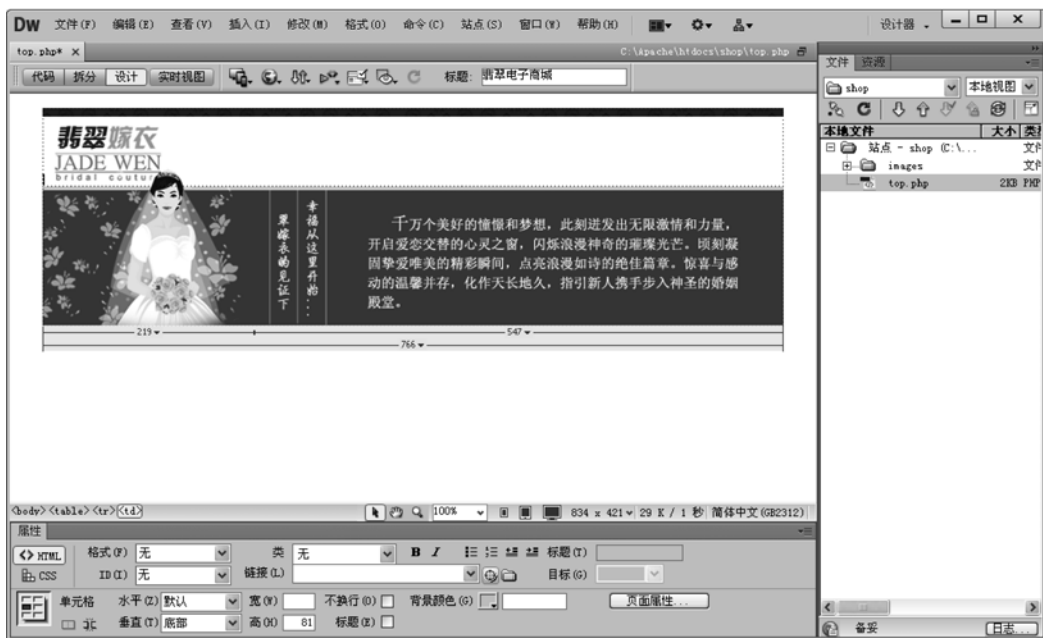 Dw 文件(F) 编辑(E) 查看(V) 插入(I) 修改(M) 格式(O) 命令(C) 站点(S) 窗口(W) 帮助(H) 设计器
top.php* × C:\Apache\htdocs\shop\top.php
代码 拆分 设计 实时视图 标题: 翡翠电子商城
翡翠嫁衣
JADE WEN
bridal coutur
幸福从这里开始...
罩嫁衣的见证下
千万个美好的憧憬和梦想，此刻迸发出无限激情和力量，
开启爱恋交替的心灵之窗，闪烁浪漫神奇的璀璨光芒。顷刻凝
固挚爱唯美的精彩瞬间，点亮浪漫如诗的绝佳篇章。惊喜与感
动的温馨并存，化作天长地久，指引新人携手步入神圣的婚姻
殿堂。
219 547
766
<body> <table> <tr> <td> 100% 834 x 421 29 K / 1 秒 简体中文(GB2312)
属性
<> HTML 格式(F) 无 类 无 B I 标题(T)
CSS ID(I) 无 链接(L) 目标(G)
单元格 水平(Z) 默认 宽(W) 不换行(O) 背景颜色(G) 页面属性...
垂直(T) 底部 高(H) 81 标题(E)
文件 资源
shop 本地视图
本地文件 大小 类
站点 - shop (C:\... 文
images 文
top.php 2KB PHP
备妥 日志...